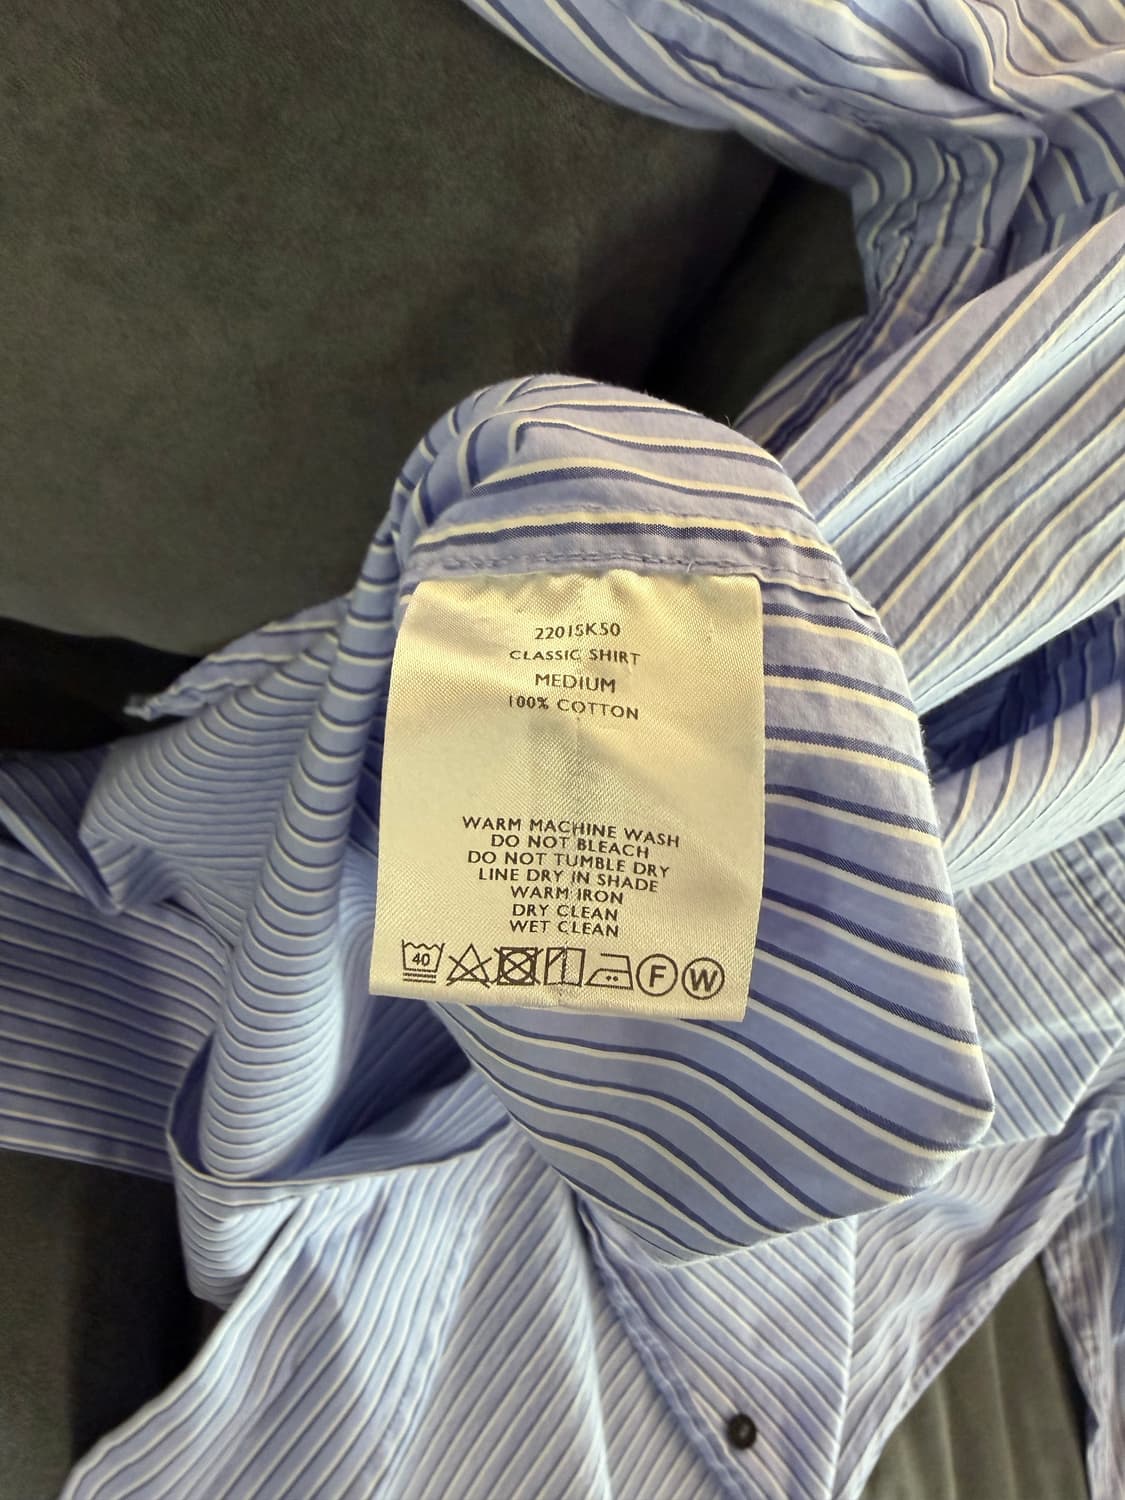 22015K50
CLASSIC SHIRT
MEDIUM
100% COTTON
WARM MACHINE WASH
DO NOT BLEACH
DO NOT TUMBLE DRY
LINE DRY IN SHADE
WARM IRON
DRY CLEAN
WET CLEAN
40 F W